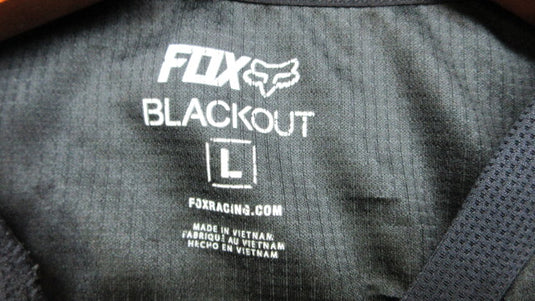 FOX
BLACKOUT
L
FOXRACING.COM
MADE IN VIETNAM
FABRIQUÉ AU VIETNAM
HECHO EN VIETNAM